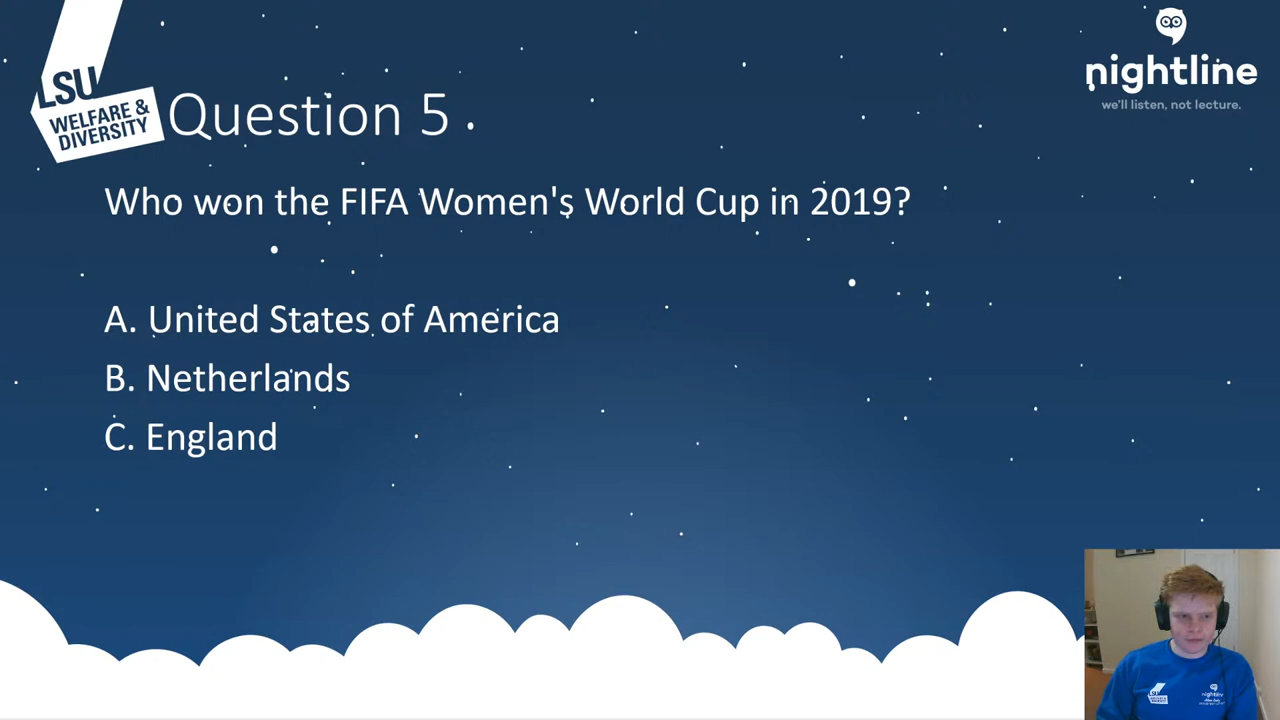 LSU
WELFARE &
DIVERSITY
nightline
we'll listen, not lecture.
Question 5
Who won the FIFA Women's World Cup in 2019?
A. United States of America
B. Netherlands
C. England
nightline